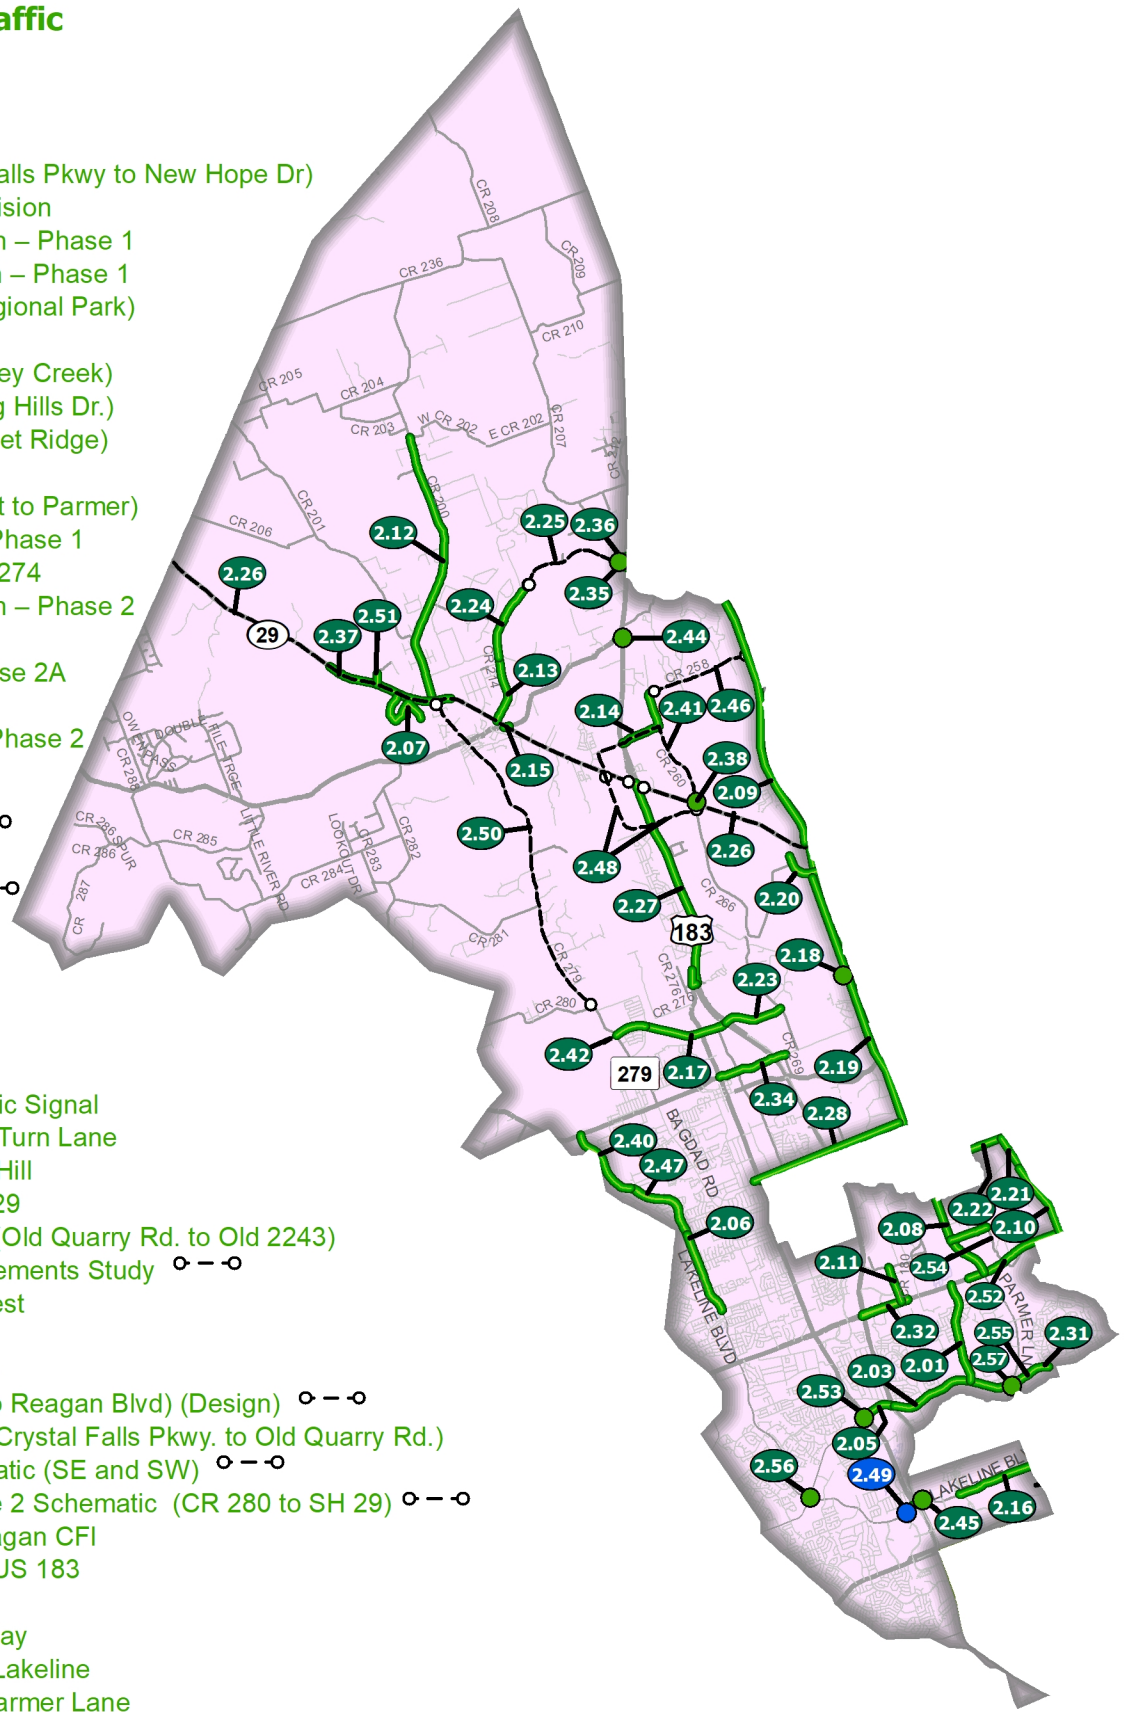 affic
alls Pkwy to New Hope Dr)
ision
n – Phase 1
n – Phase 1
gional Park)
ey Creek)
g Hills Dr.)
et Ridge)
t to Parmer)
Phase 1
274
n – Phase 2
se 2A
Phase 2
ic Signal
Turn Lane
Hill
29
(Old Quarry Rd. to Old 2243)
ements Study
est
o Reagan Blvd) (Design)
Crystal Falls Pkwy. to Old Quarry Rd.)
atic (SE and SW)
e 2 Schematic (CR 280 to SH 29)
agan CFI
US 183
ay
Lakeline
armer Lane
CR 208
CR 209
CR 236
CR 210
CR 205
CR 204
CR 203
W CR 202
E CR 202
CR 207
CR 200
CR 201
CR 206
2.12
2.25
2.36
2.35
2.26
2.24
2.51
2.37
29
2.44
CR 214
2.13
CR 258
2.14
2.41
2.46
2.07
2.15
CR 260
2.38
2.09
OWEN PASS
DOUBLE FILE TRCE
CR 288
CR 286 SPUR
CR 286
CR 285
CR 287
LITTLE RIVER RD
LOOKOUT DR
CR 283
CR 282
CR 284
CR 281
2.50
2.48
2.26
2.27
CR 266
2.20
183
2.18
CR 279
CR 276
CR 276
2.23
CR 280
2.42
279
2.17
CR 269
2.19
2.34
2.28
BAGDAD RD
2.40
2.47
2.06
LAKELINE BLVD
2.21
2.22
2.10
2.08
2.54
2.11
2.52
PARMER LN
2.32
2.55
2.31
2.01
2.57
2.03
2.53
2.05
2.56
2.49
LAKELINE BL
2.16
2.45